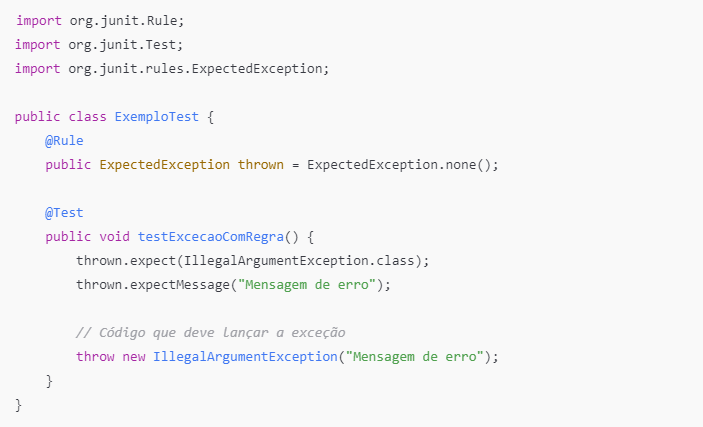 import org.junit.Rule;
import org.junit.Test;
import org.junit.rules.ExpectedException;

public class ExemploTest {
    @Rule
    public ExpectedException thrown = ExpectedException.none();

    @Test
    public void testExcecaoComRegra() {
        thrown.expect(IllegalArgumentException.class);
        thrown.expectMessage("Mensagem de erro");

        // Código que deve lançar a exceção
        throw new IllegalArgumentException("Mensagem de erro");
    }
}